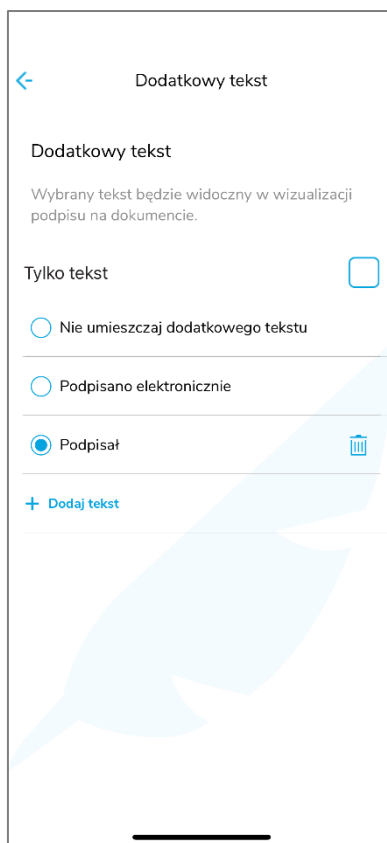 Dodatkowy tekst
Dodatkowy tekst
Wybrany tekst będzie widoczny w wizualizacji
podpisu na dokumencie.
Tylko tekst
Nie umieszczaj dodatkowego tekstu
Podpisano elektronicznie
Podpisał
+ Dodaj tekst